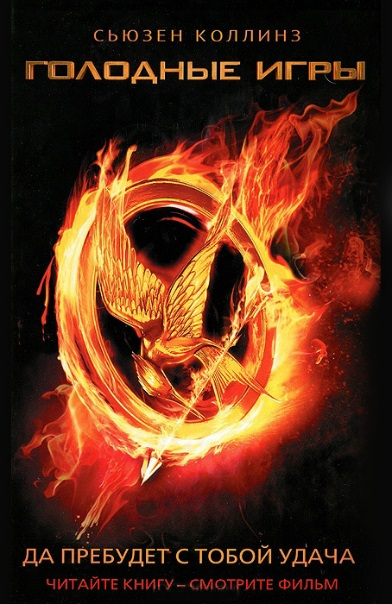 СЬЮЗЕН КОЛЛИНЗ
ГОЛОДНЫЕ ИГРЫ
ДА ПРЕБУДЕТ С ТОБОЙ УДАЧА
ЧИТАЙТЕ КНИГУ – СМОТРИТЕ ФИЛЬМ